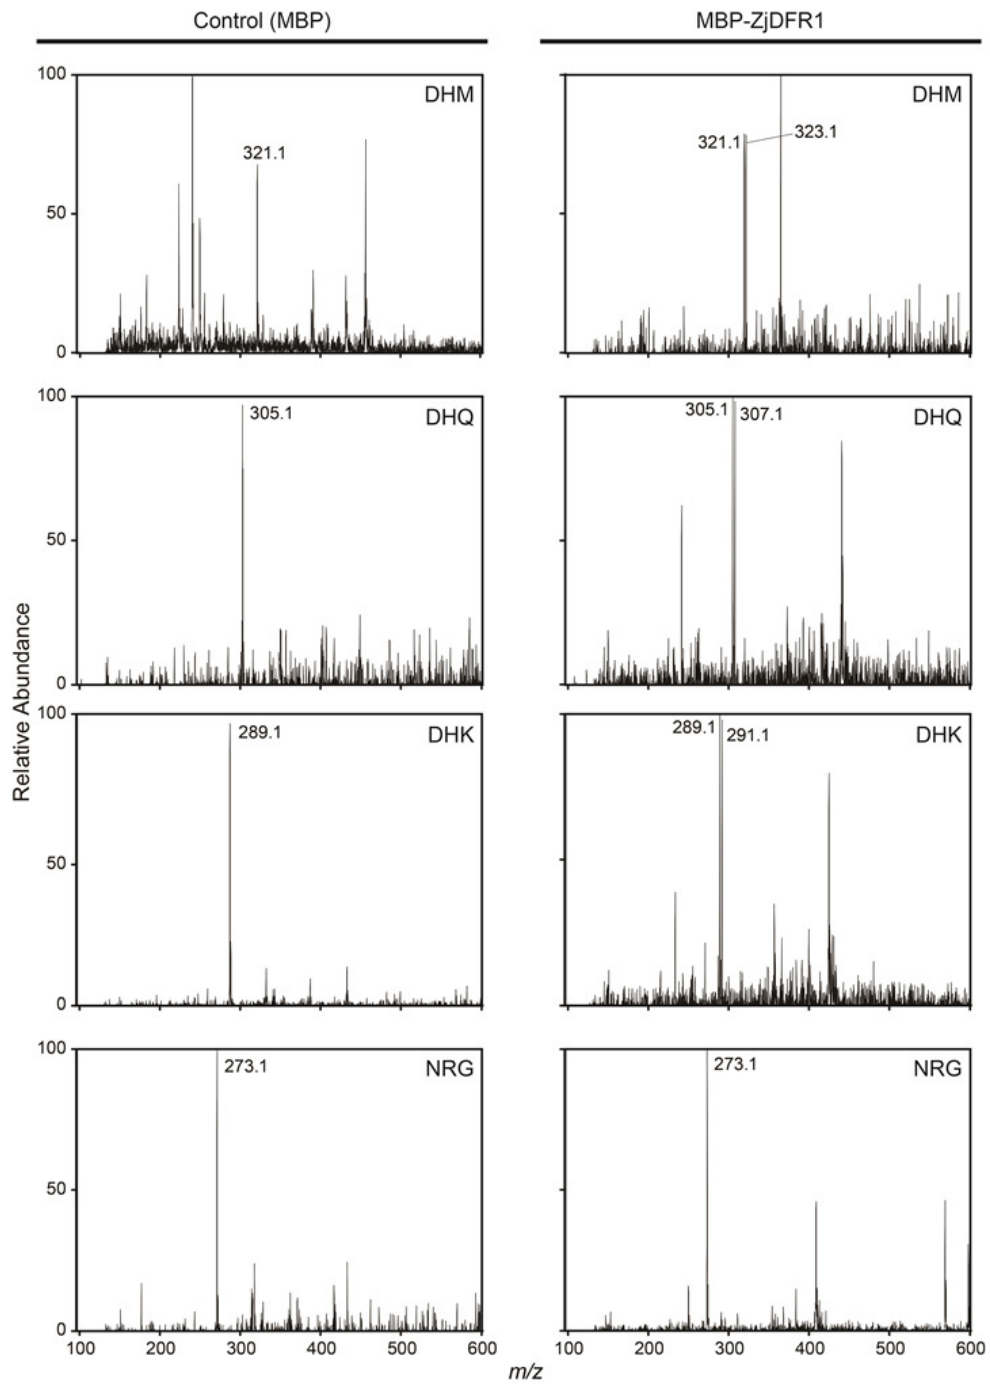 Control (MBP)
MBP-ZjDFR1
100
50
0
DHM
321.1
DHM
321.1
323.1
100
50
0
DHQ
305.1
DHQ
305.1
307.1
100
50
0
DHK
289.1
DHK
289.1
291.1
100
50
0
NRG
273.1
NRG
273.1
100 200 300 400 500 600
100 200 300 400 500 600
m/z
Relative Abundance